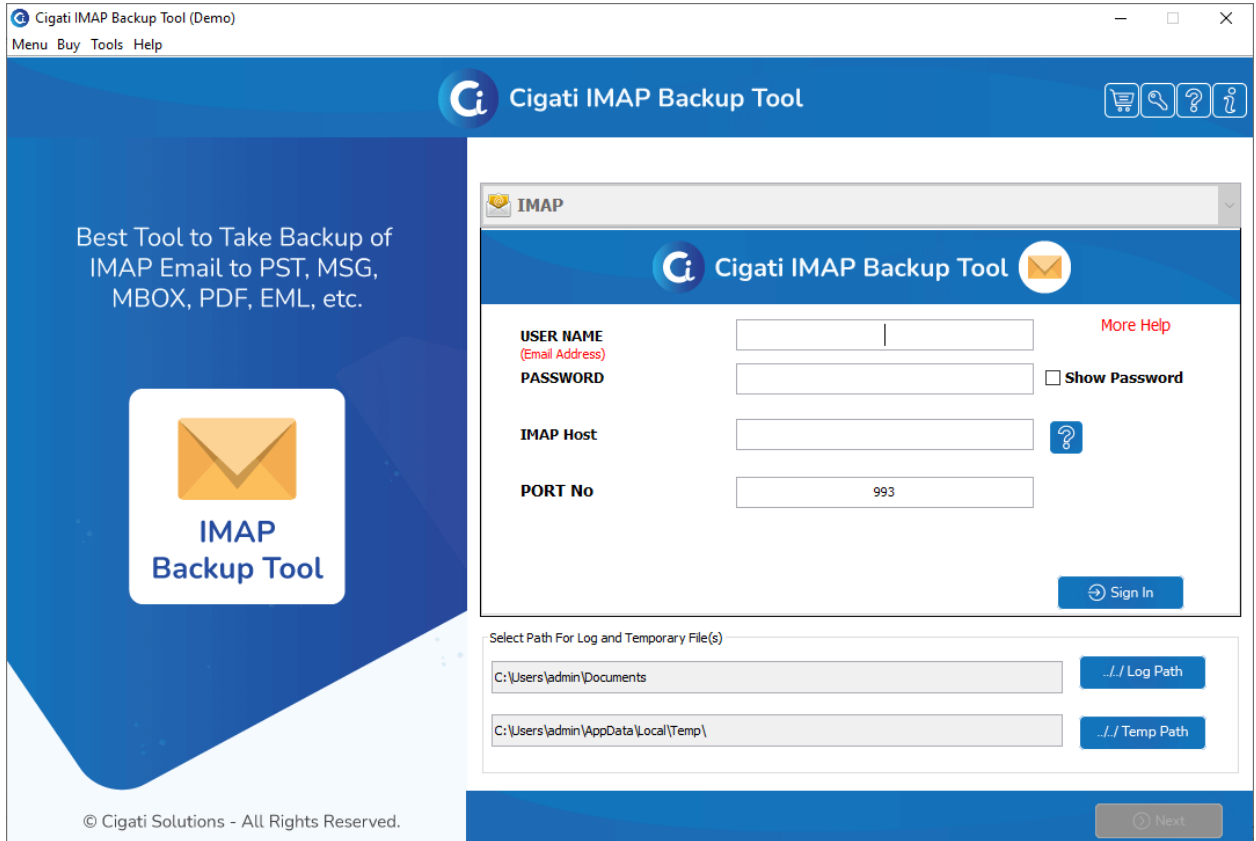 Cigati IMAP Backup Tool (Demo)
Menu Buy Tools Help
Ci Cigati IMAP Backup Tool
Best Tool to Take Backup of
IMAP Email to PST, MSG,
MBOX, PDF, EML, etc.
IMAP
Backup Tool
© Cigati Solutions - All Rights Reserved.
IMAP
Ci Cigati IMAP Backup Tool
USER NAME
(Email Address)
More Help
PASSWORD
Show Password
IMAP Host
?
PORT No 993
Sign In
Select Path For Log and Temporary File(s)
C:\Users\admin\Documents
../../ Log Path
C:\Users\admin\AppData\Local\Temp\
../../ Temp Path
Next